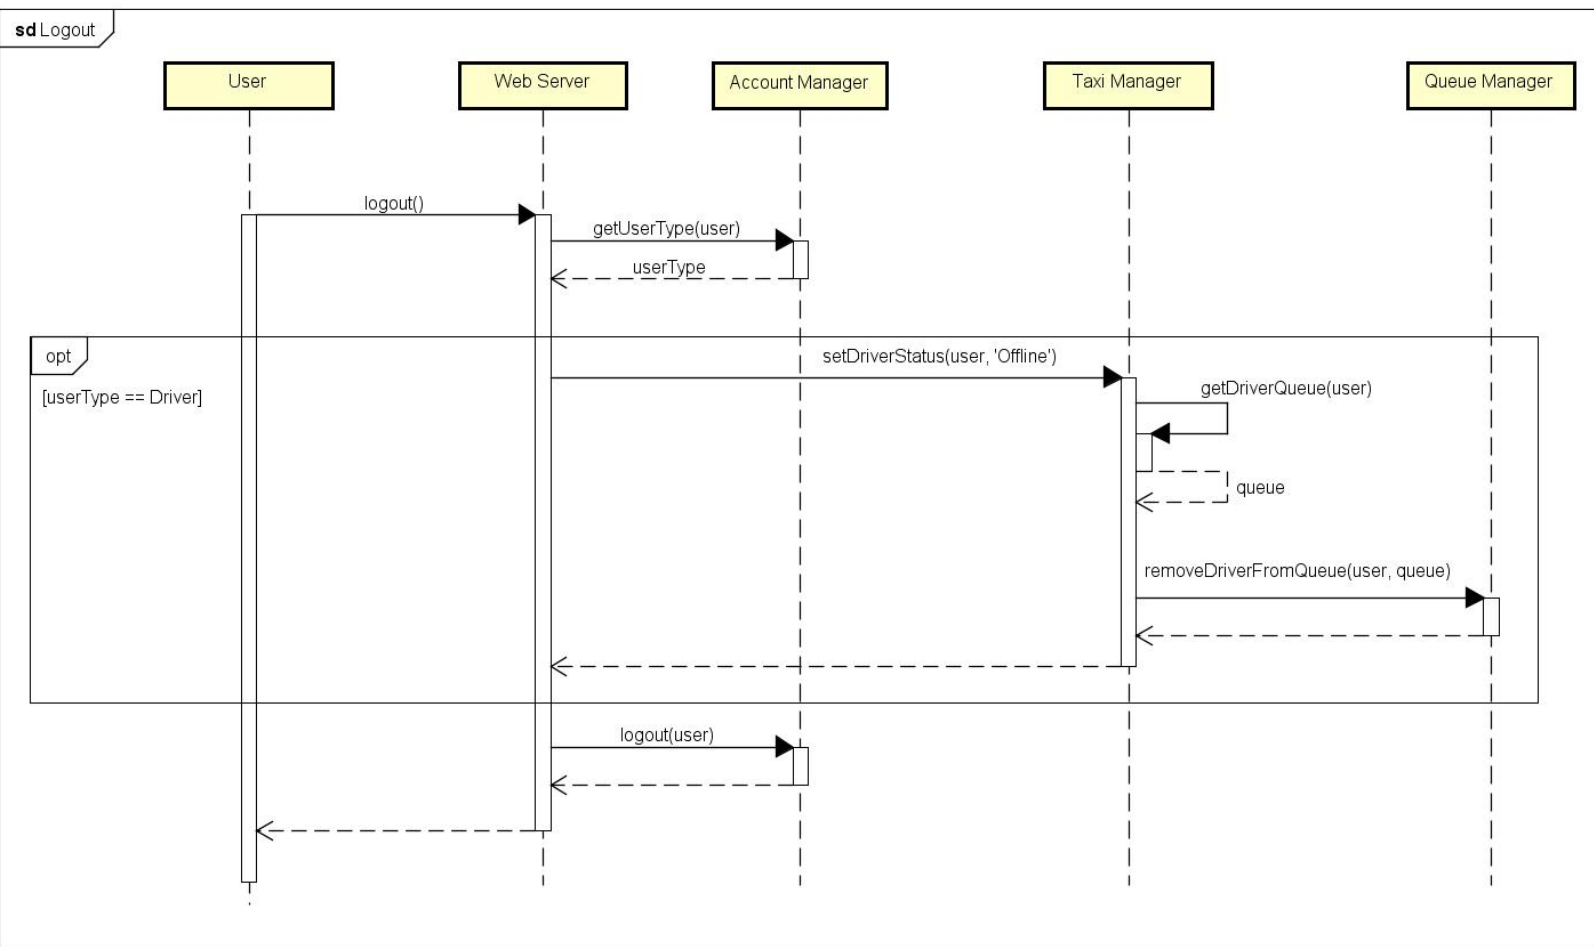 sd Logout
User
Web Server
Account Manager
Taxi Manager
Queue Manager
logout()
getUserType(user)
userType
opt
[userType == Driver]
setDriverStatus(user, 'Offline')
getDriverQueue(user)
queue
removeDriverFromQueue(user, queue)
logout(user)